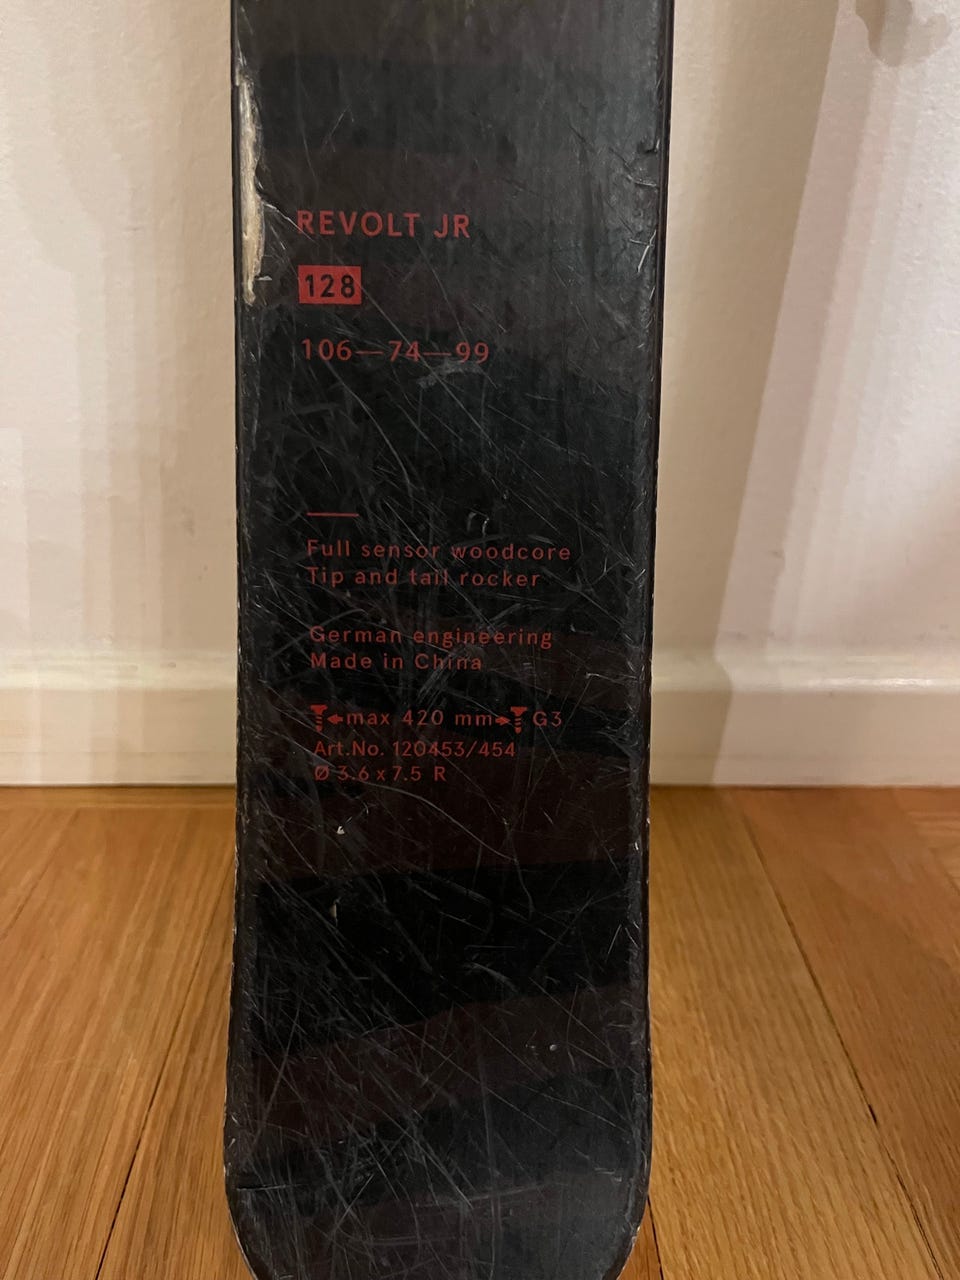 REVOLT JR
128
106—74—99
Full sensor woodcore
Tip and tail rocker
German engineering
Made in China
max 420 mm G3
Art.No. 120453/454
Ø 3.6 x 7.5 R